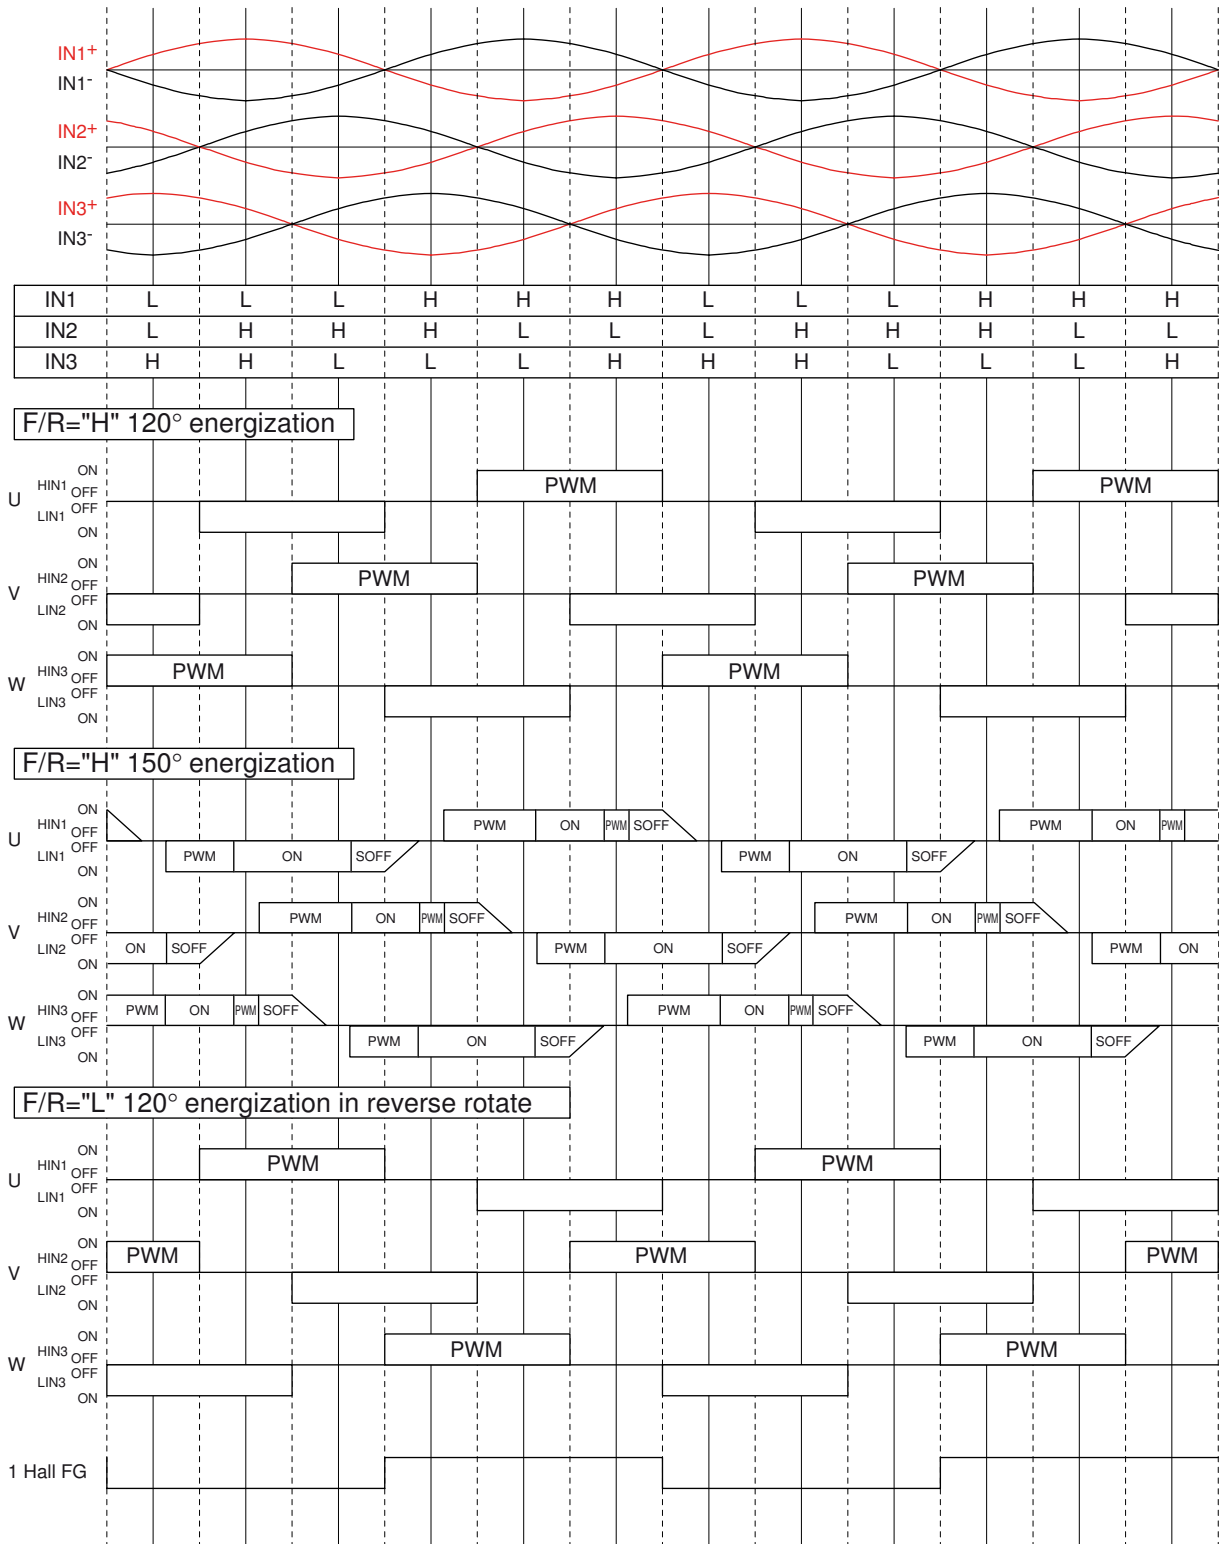 IN1+
IN1-
IN2+
IN2-
IN3+
IN3-
IN1 L L L H H H L L L H H H
IN2 L H H H L L L H H H L L
IN3 H H L L L H H H L L L H
F/R="H" 120° energization
ON
HIN1 OFF PWM PWM
U
LIN1 OFF
ON
ON
HIN2 OFF PWM PWM
V
LIN2 OFF
ON
ON
HIN3 OFF PWM PWM
W
LIN3 OFF
ON
F/R="H" 150° energization
ON
HIN1 OFF PWM ON PWM SOFF PWM ON PWM
U
LIN1 OFF PWM ON SOFF PWM ON SOFF
ON
ON
HIN2 OFF PWM ON PWM SOFF PWM ON PWM SOFF
V
LIN2 OFF ON SOFF PWM ON SOFF PWM ON
ON
ON
HIN3 OFF PWM ON PWM SOFF PWM ON PWM SOFF
W
LIN3 OFF PWM ON SOFF PWM ON SOFF
ON
F/R="L" 120° energization in reverse rotate
ON
HIN1 OFF PWM PWM
U
LIN1 OFF
ON
ON
HIN2 OFF PWM PWM PWM
V
LIN2 OFF
ON
ON
HIN3 OFF PWM PWM
W
LIN3 OFF
ON
1 Hall FG